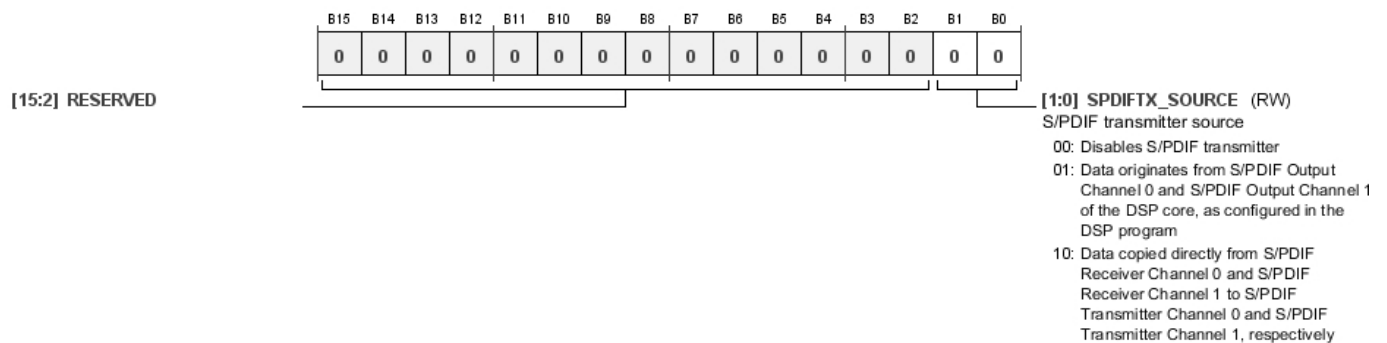 B15 B14 B13 B12 B11 B10 B9 B8 B7 B6 B5 B4 B3 B2 B1 B0
0 0 0 0 0 0 0 0 0 0 0 0 0 0 0 0
[15:2] RESERVED
[1:0] SPDIFTX_SOURCE (RW)
S/PDIF transmitter source
00: Disables S/PDIF transmitter
01: Data originates from S/PDIF Output
Channel 0 and S/PDIF Output Channel 1
of the DSP core, as configured in the
DSP program
10: Data copied directly from S/PDIF
Receiver Channel 0 and S/PDIF
Receiver Channel 1 to S/PDIF
Transmitter Channel 0 and S/PDIF
Transmitter Channel 1, respectively